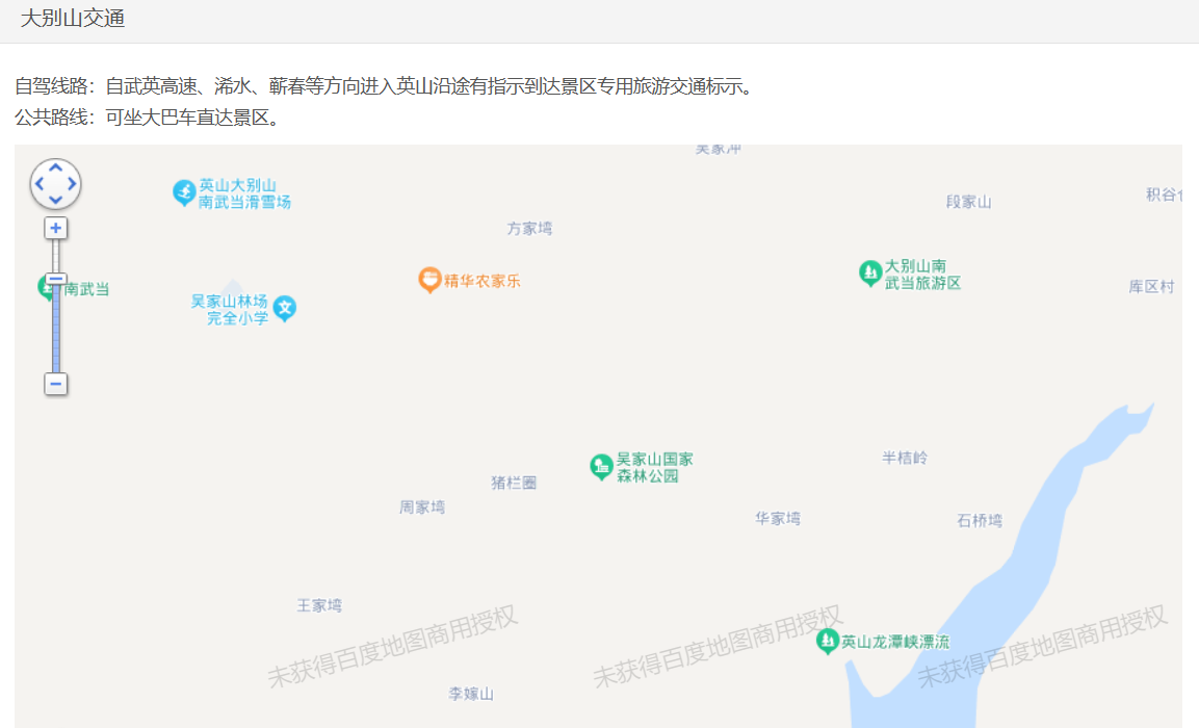 大别山交通
自驾线路：自武英高速、浠水、蕲春等方向进入英山沿途有指示到达景区专用旅游交通标示。
公共路线：可坐大巴车直达景区。
吴家冲
英山大别山
南武当滑雪场
段家山
积谷仓
方家塆
大别山南
武当旅游区
精华农家乐
南武当
库区村
吴家山林场
完全小学
吴家山国家
森林公园
半桔岭
猪栏圈
周家塆
华家塆
石桥塆
王家塆
未获得百度地图商用授权
未获得百度地图商用授权
未获得百度地图商用授权
英山龙潭峡漂流
李嫁山